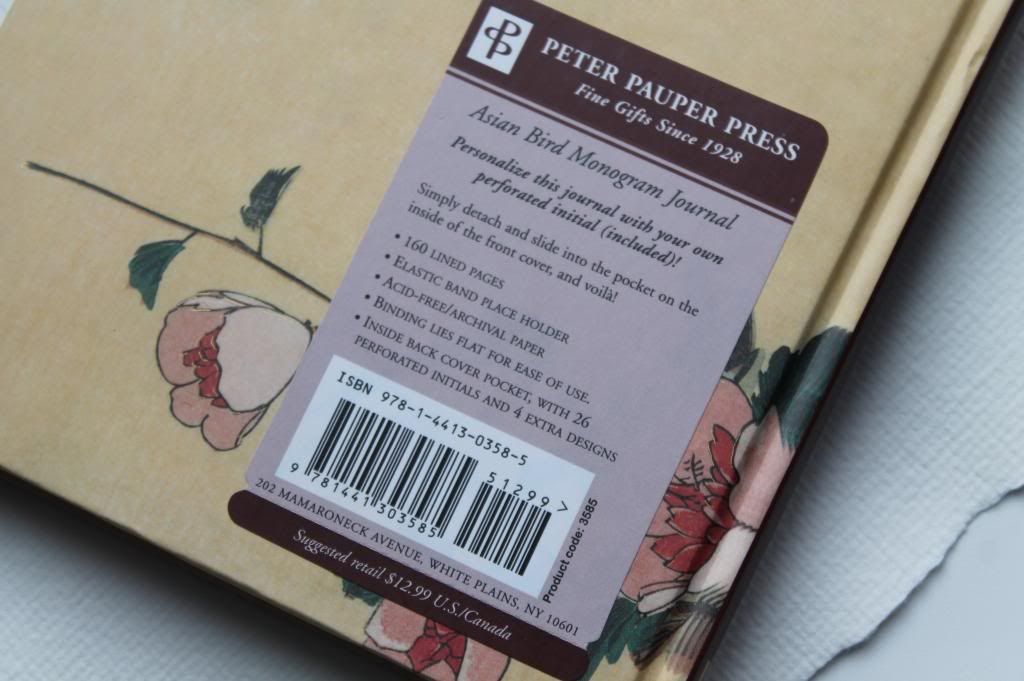 PETER PAUPER PRESS
Fine Gifts Since 1928
Asian Bird Monogram Journal
Personalize this journal with your own
perforated initial (included)!
Simply detach and slide into the pocket on the
inside of the front cover, and voilà!
• 160 LINED PAGES
• ELASTIC BAND PLACE HOLDER
• ACID-FREE/ARCHIVAL PAPER
• BINDING LIES FLAT FOR EASE OF USE.
• INSIDE BACK COVER POCKET, WITH 26
PERFORATED INITIALS AND 4 EXTRA DESIGNS
ISBN 978-1-4413-0358-5
51299 >
9 781441 303585
Product code: 3585
202 MAMARONECK AVENUE, WHITE PLAINS, NY 10601
Suggested retail $12.99 U.S./Canada